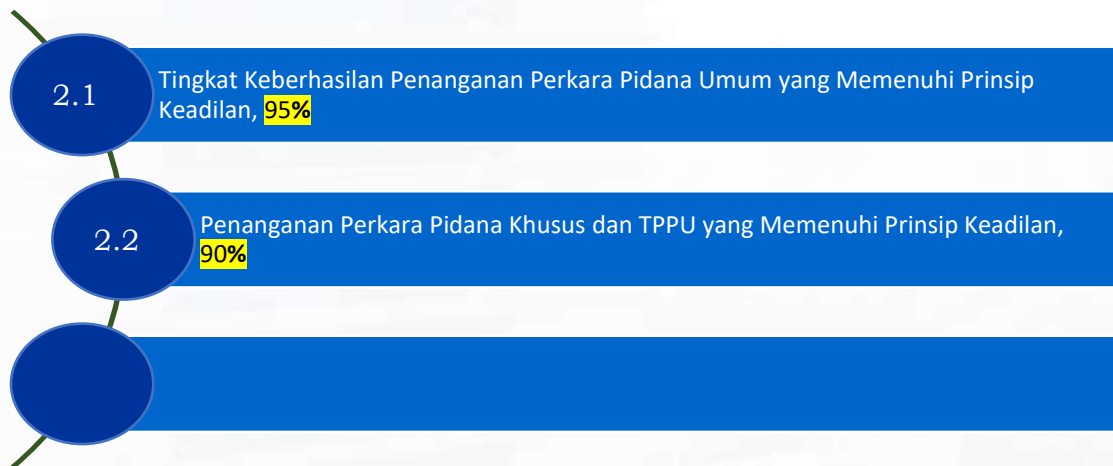 2.1
Tingkat Keberhasilan Penanganan Perkara Pidana Umum yang Memenuhi Prinsip
Keadilan, 95%
2.2
Penanganan Perkara Pidana Khusus dan TPPU yang Memenuhi Prinsip Keadilan,
90%